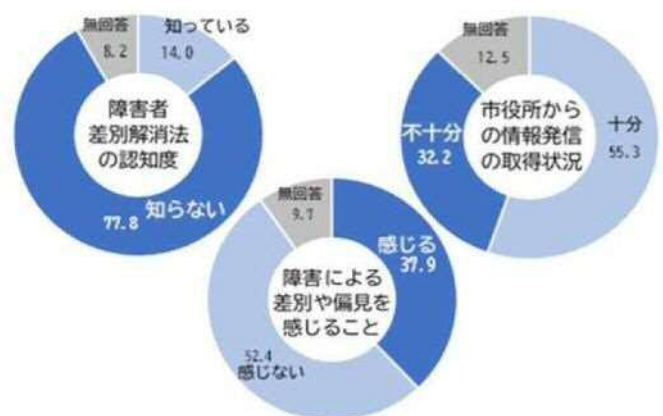 無回答
8.2
知っている
14.0
障害者
差別解消法
の認知度
77.8 知らない
無回答
12.5
市役所から
の情報発信
の取得状況
不十分
32.2
十分
55.3
無回答
9.7
感じる
37.9
障害による
差別や偏見を
感じること
52.4
感じない